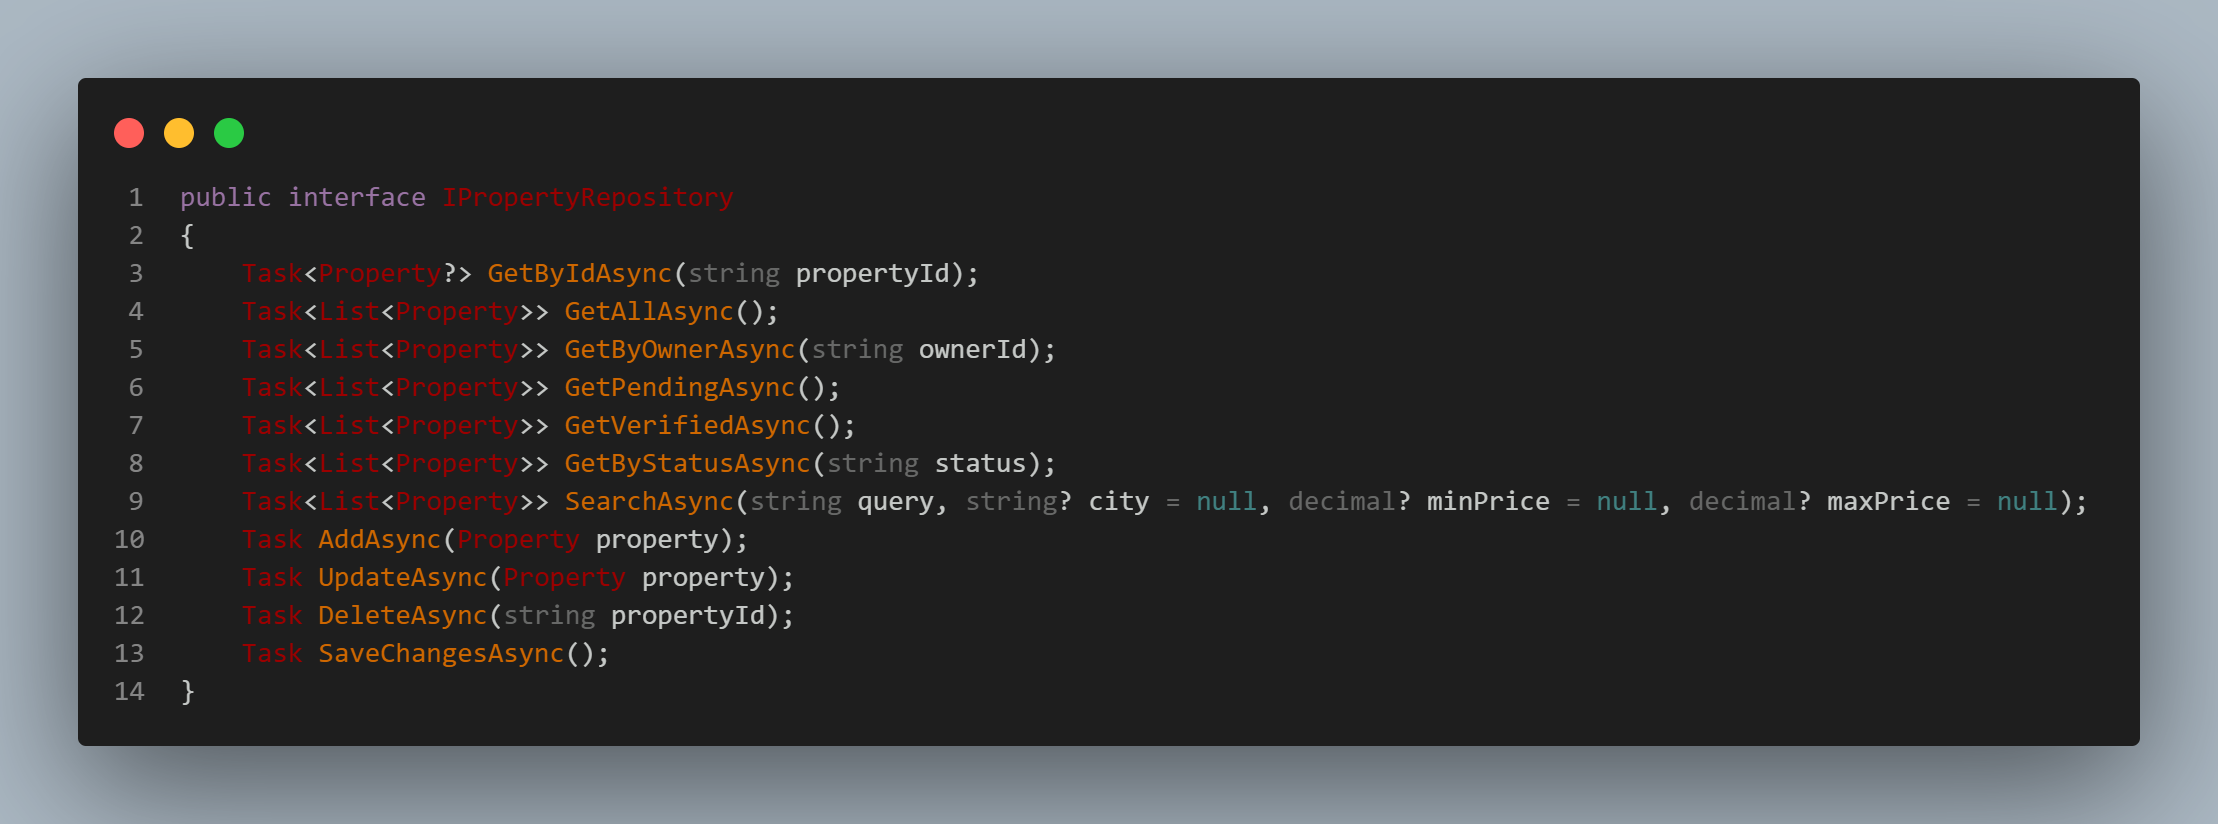 1 public interface IPropertyRepository
2 {
3     Task<Property?> GetByIdAsync(string propertyId);
4     Task<List<Property>> GetAllAsync();
5     Task<List<Property>> GetByOwnerAsync(string ownerId);
6     Task<List<Property>> GetPendingAsync();
7     Task<List<Property>> GetVerifiedAsync();
8     Task<List<Property>> GetByStatusAsync(string status);
9     Task<List<Property>> SearchAsync(string query, string? city = null, decimal? minPrice = null, decimal? maxPrice = null);
10     Task AddAsync(Property property);
11     Task UpdateAsync(Property property);
12     Task DeleteAsync(string propertyId);
13     Task SaveChangesAsync();
14 }